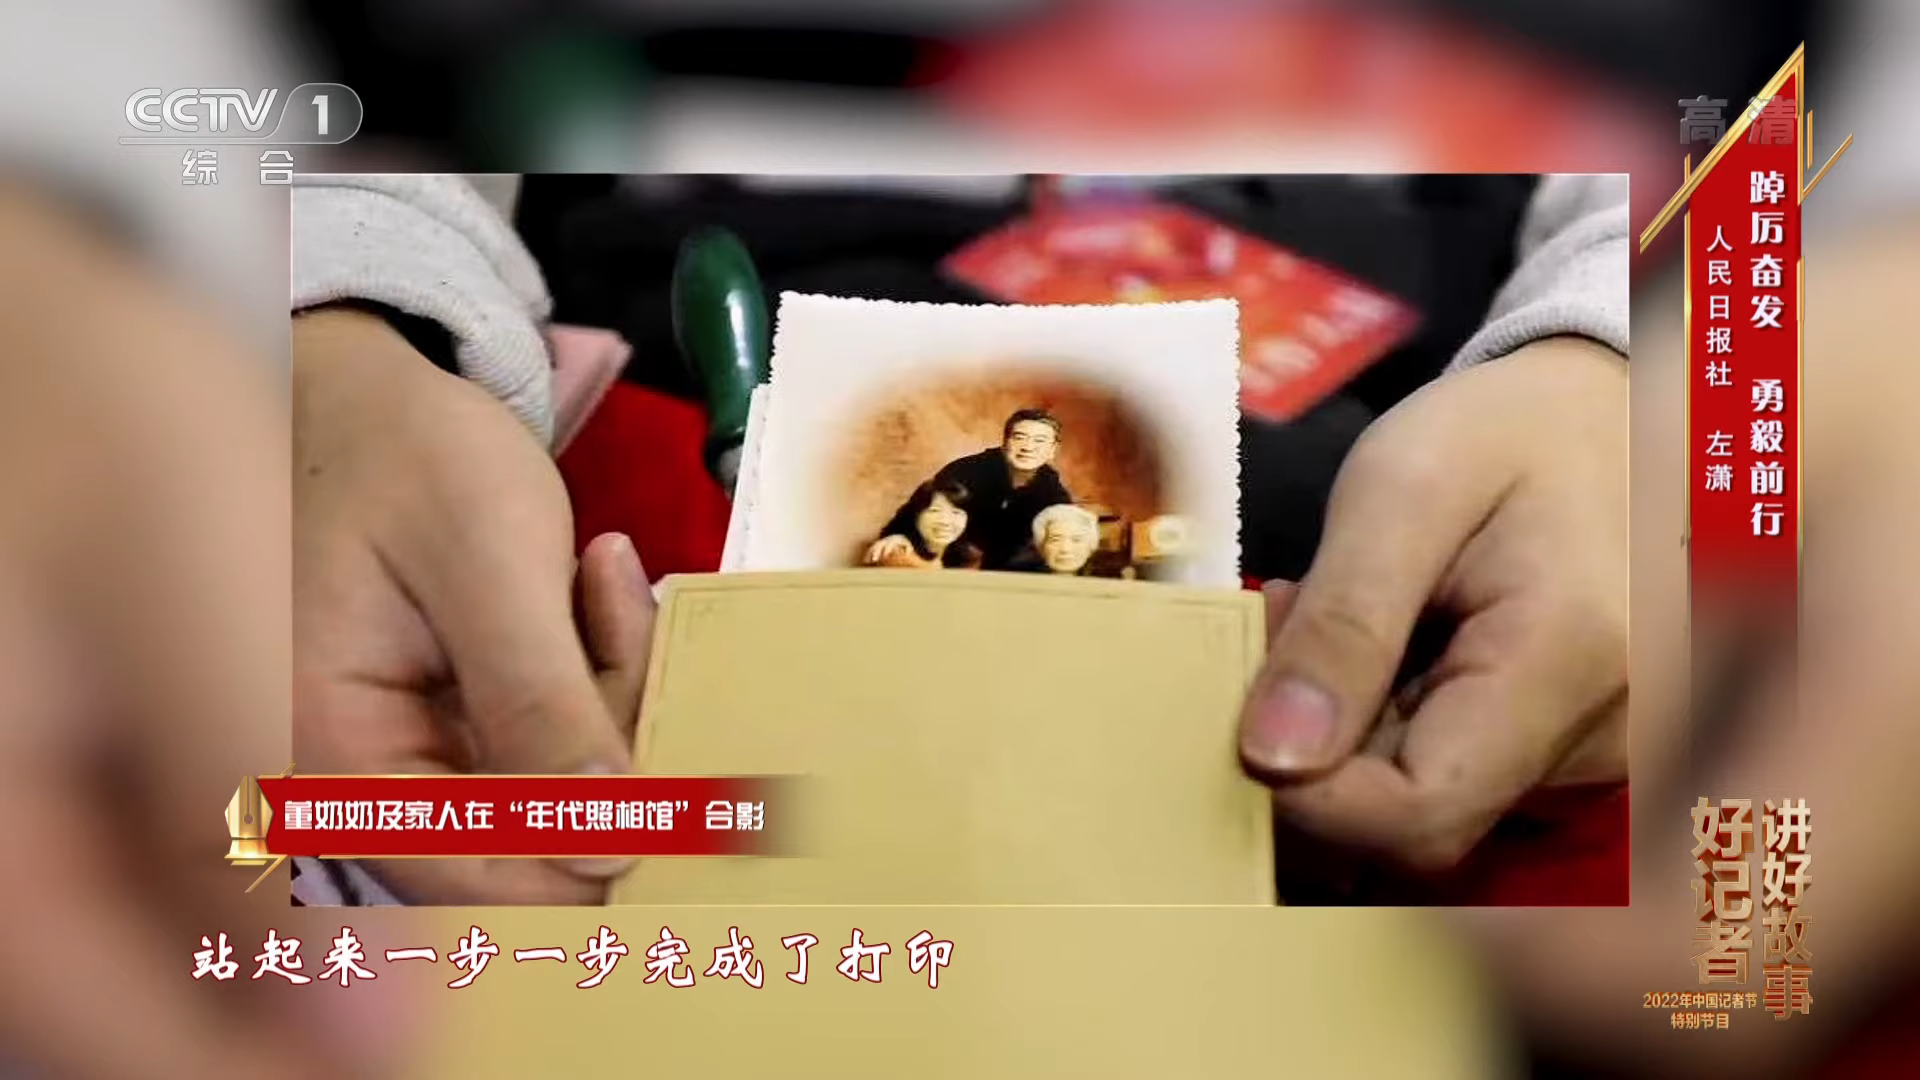 CCTV 1
综合
高清
踔厉奋发 勇毅前行
人民日报社 左潇
董奶奶及家人在“年代照相馆”合影
站起来一步一步完成了打印
讲好故事
好记者
2022年中国记者节
特别节目